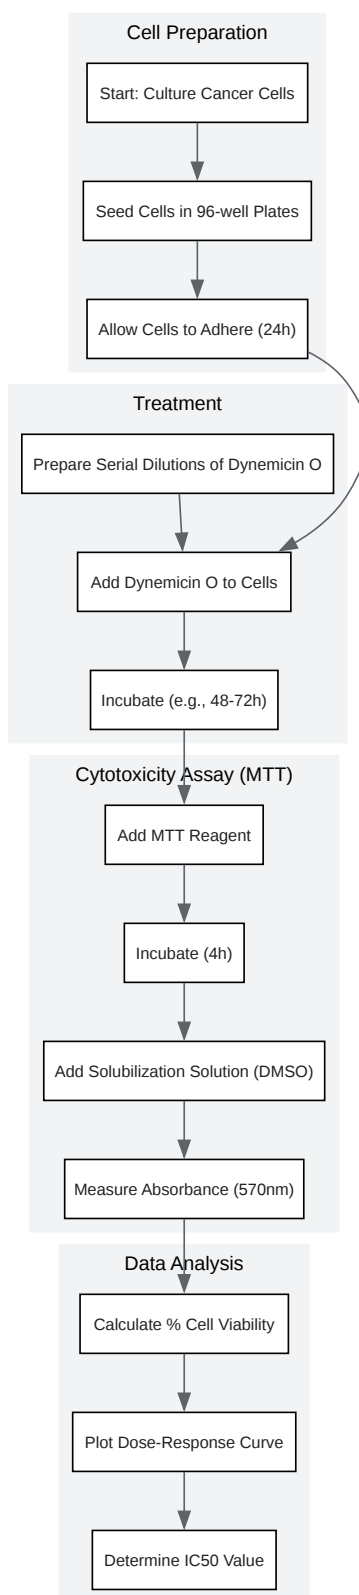 Cell Preparation
Start: Culture Cancer Cells
Seed Cells in 96-well Plates
Allow Cells to Adhere (24h)
Treatment
Prepare Serial Dilutions of Dynemicin O
Add Dynemicin O to Cells
Incubate (e.g., 48-72h)
Cytotoxicity Assay (MTT)
Add MTT Reagent
Incubate (4h)
Add Solubilization Solution (DMSO)
Measure Absorbance (570nm)
Data Analysis
Calculate % Cell Viability
Plot Dose-Response Curve
Determine IC50 Value